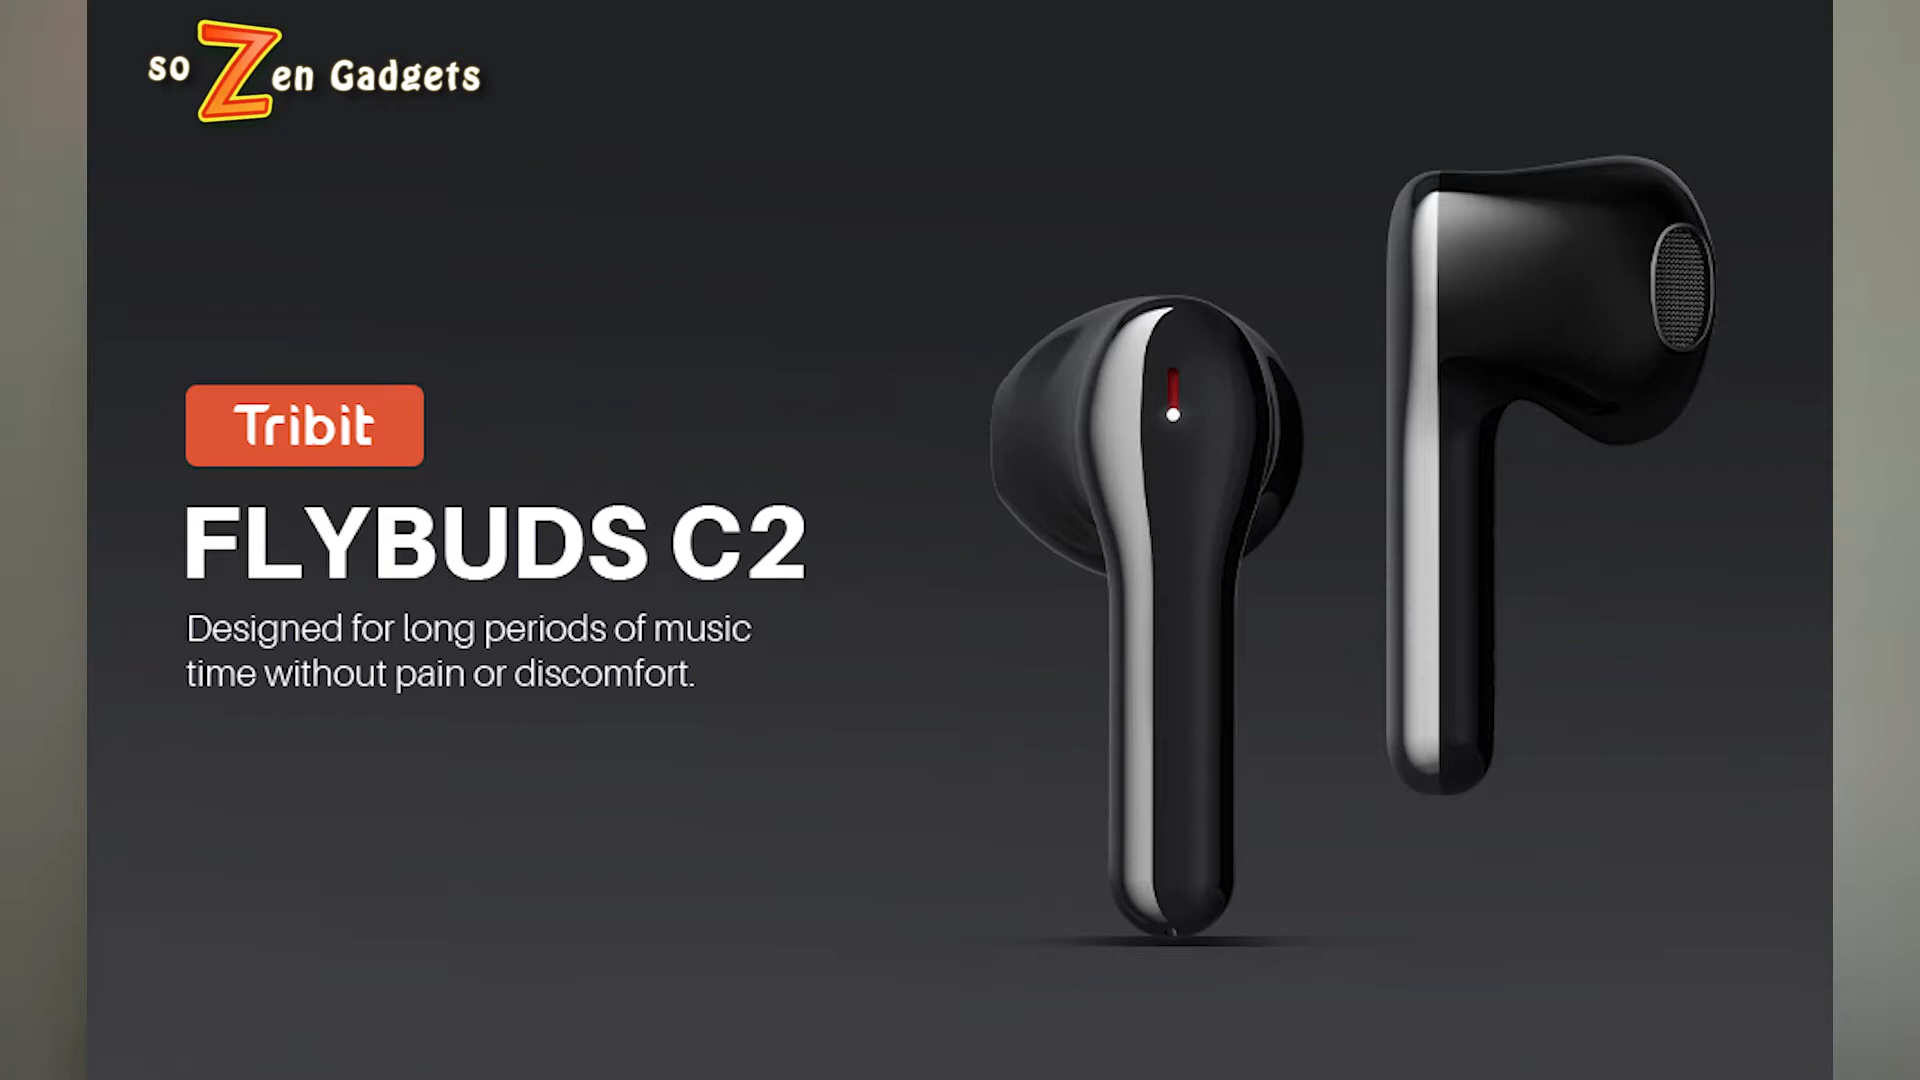 so Zen Gadgets
Tribit
FLYBUDS C2
Designed for long periods of music
time without pain or discomfort.